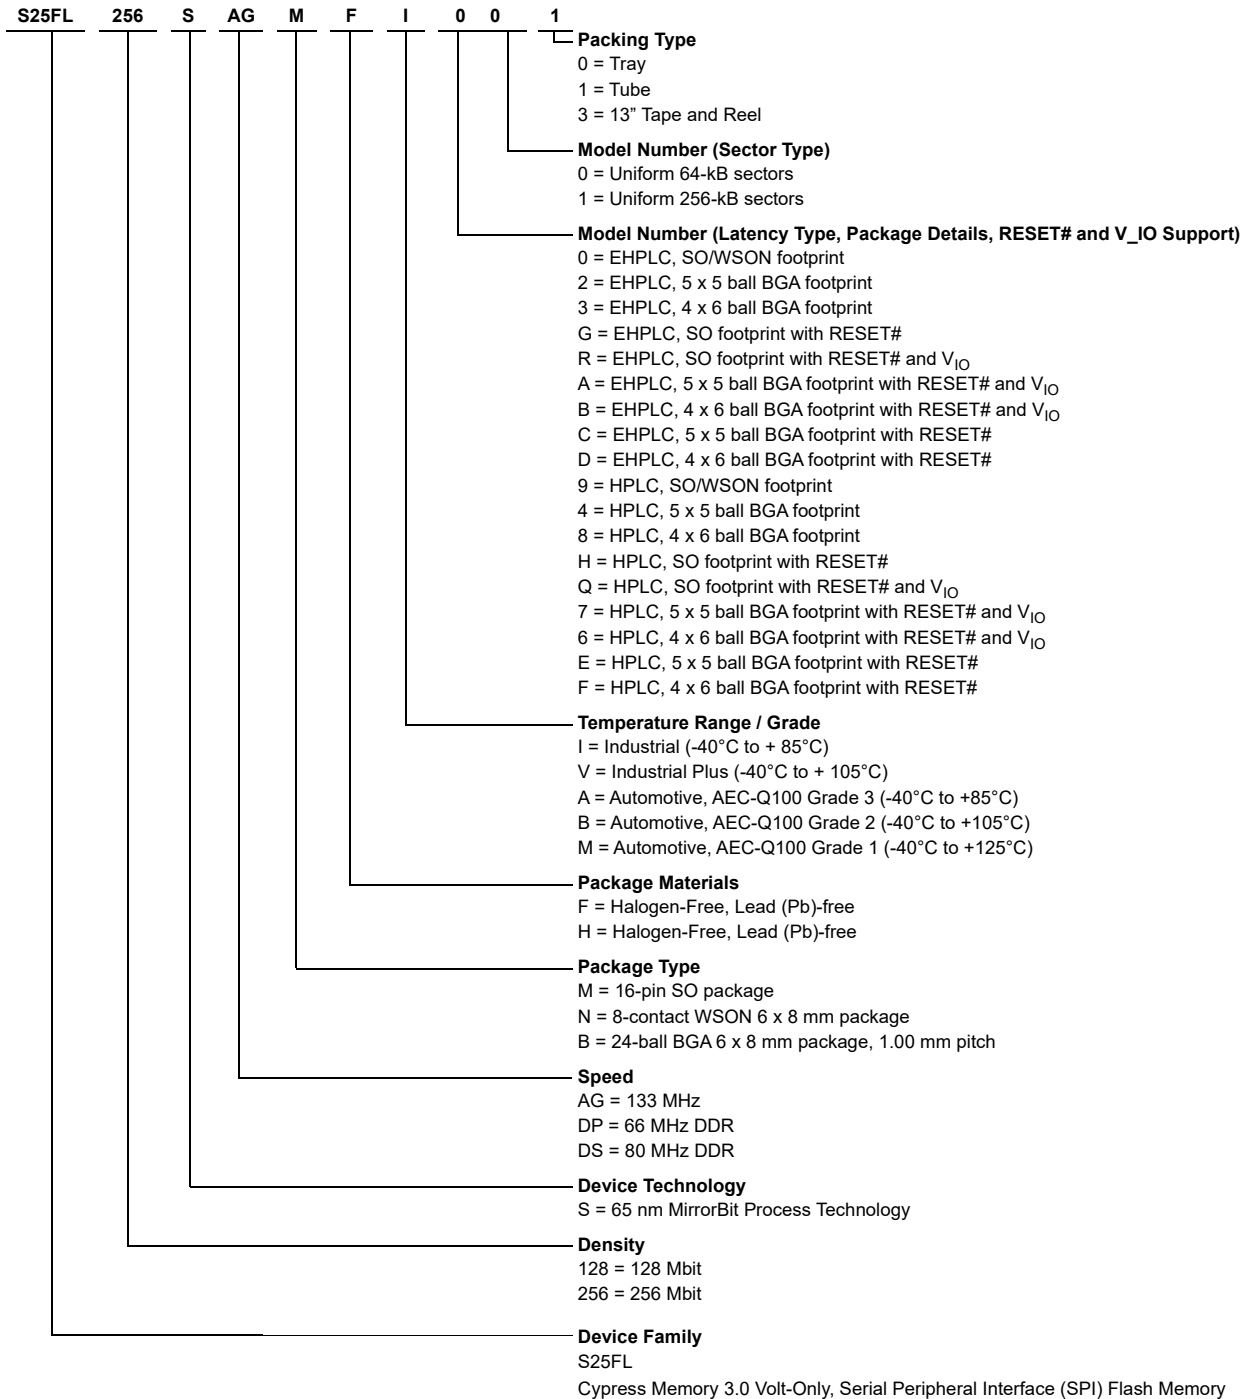 S25FL 256 S AG M F I 0 0 1
Packing Type
0 = Tray
1 = Tube
3 = 13” Tape and Reel
Model Number (Sector Type)
0 = Uniform 64-kB sectors
1 = Uniform 256-kB sectors
Model Number (Latency Type, Package Details, RESET# and V_IO Support)
0 = EHPLC, SO/WSON footprint
2 = EHPLC, 5 x 5 ball BGA footprint
3 = EHPLC, 4 x 6 ball BGA footprint
G = EHPLC, SO footprint with RESET#
R = EHPLC, SO footprint with RESET# and VIO
A = EHPLC, 5 x 5 ball BGA footprint with RESET# and VIO
B = EHPLC, 4 x 6 ball BGA footprint with RESET# and VIO
C = EHPLC, 5 x 5 ball BGA footprint with RESET#
D = EHPLC, 4 x 6 ball BGA footprint with RESET#
9 = HPLC, SO/WSON footprint
4 = HPLC, 5 x 5 ball BGA footprint
8 = HPLC, 4 x 6 ball BGA footprint
H = HPLC, SO footprint with RESET#
Q = HPLC, SO footprint with RESET# and VIO
7 = HPLC, 5 x 5 ball BGA footprint with RESET# and VIO
6 = HPLC, 4 x 6 ball BGA footprint with RESET# and VIO
E = HPLC, 5 x 5 ball BGA footprint with RESET#
F = HPLC, 4 x 6 ball BGA footprint with RESET#
Temperature Range / Grade
I = Industrial (-40°C to + 85°C)
V = Industrial Plus (-40°C to + 105°C)
A = Automotive, AEC-Q100 Grade 3 (-40°C to +85°C)
B = Automotive, AEC-Q100 Grade 2 (-40°C to +105°C)
M = Automotive, AEC-Q100 Grade 1 (-40°C to +125°C)
Package Materials
F = Halogen-Free, Lead (Pb)-free
H = Halogen-Free, Lead (Pb)-free
Package Type
M = 16-pin SO package
N = 8-contact WSON 6 x 8 mm package
B = 24-ball BGA 6 x 8 mm package, 1.00 mm pitch
Speed
AG = 133 MHz
DP = 66 MHz DDR
DS = 80 MHz DDR
Device Technology
S = 65 nm MirrorBit Process Technology
Density
128 = 128 Mbit
256 = 256 Mbit
Device Family
S25FL
Cypress Memory 3.0 Volt-Only, Serial Peripheral Interface (SPI) Flash Memory